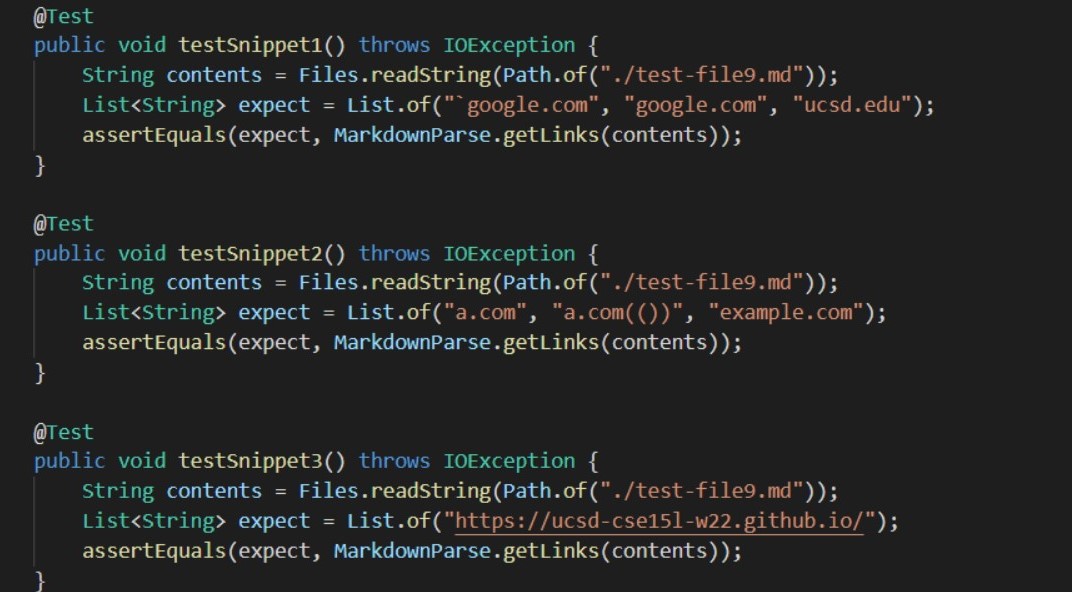 @Test
public void testSnippet1() throws IOException {
    String contents = Files.readString(Path.of("./test-file9.md"));
    List<String> expect = List.of("`google.com", "google.com", "ucsd.edu");
    assertEquals(expect, MarkdownParse.getLinks(contents));
}
@Test
public void testSnippet2() throws IOException {
    String contents = Files.readString(Path.of("./test-file9.md"));
    List<String> expect = List.of("a.com", "a.com(())", "example.com");
    assertEquals(expect, MarkdownParse.getLinks(contents));
}
@Test
public void testSnippet3() throws IOException {
    String contents = Files.readString(Path.of("./test-file9.md"));
    List<String> expect = List.of("https://ucsd-cse15l-w22.github.io/");
    assertEquals(expect, MarkdownParse.getLinks(contents));
}